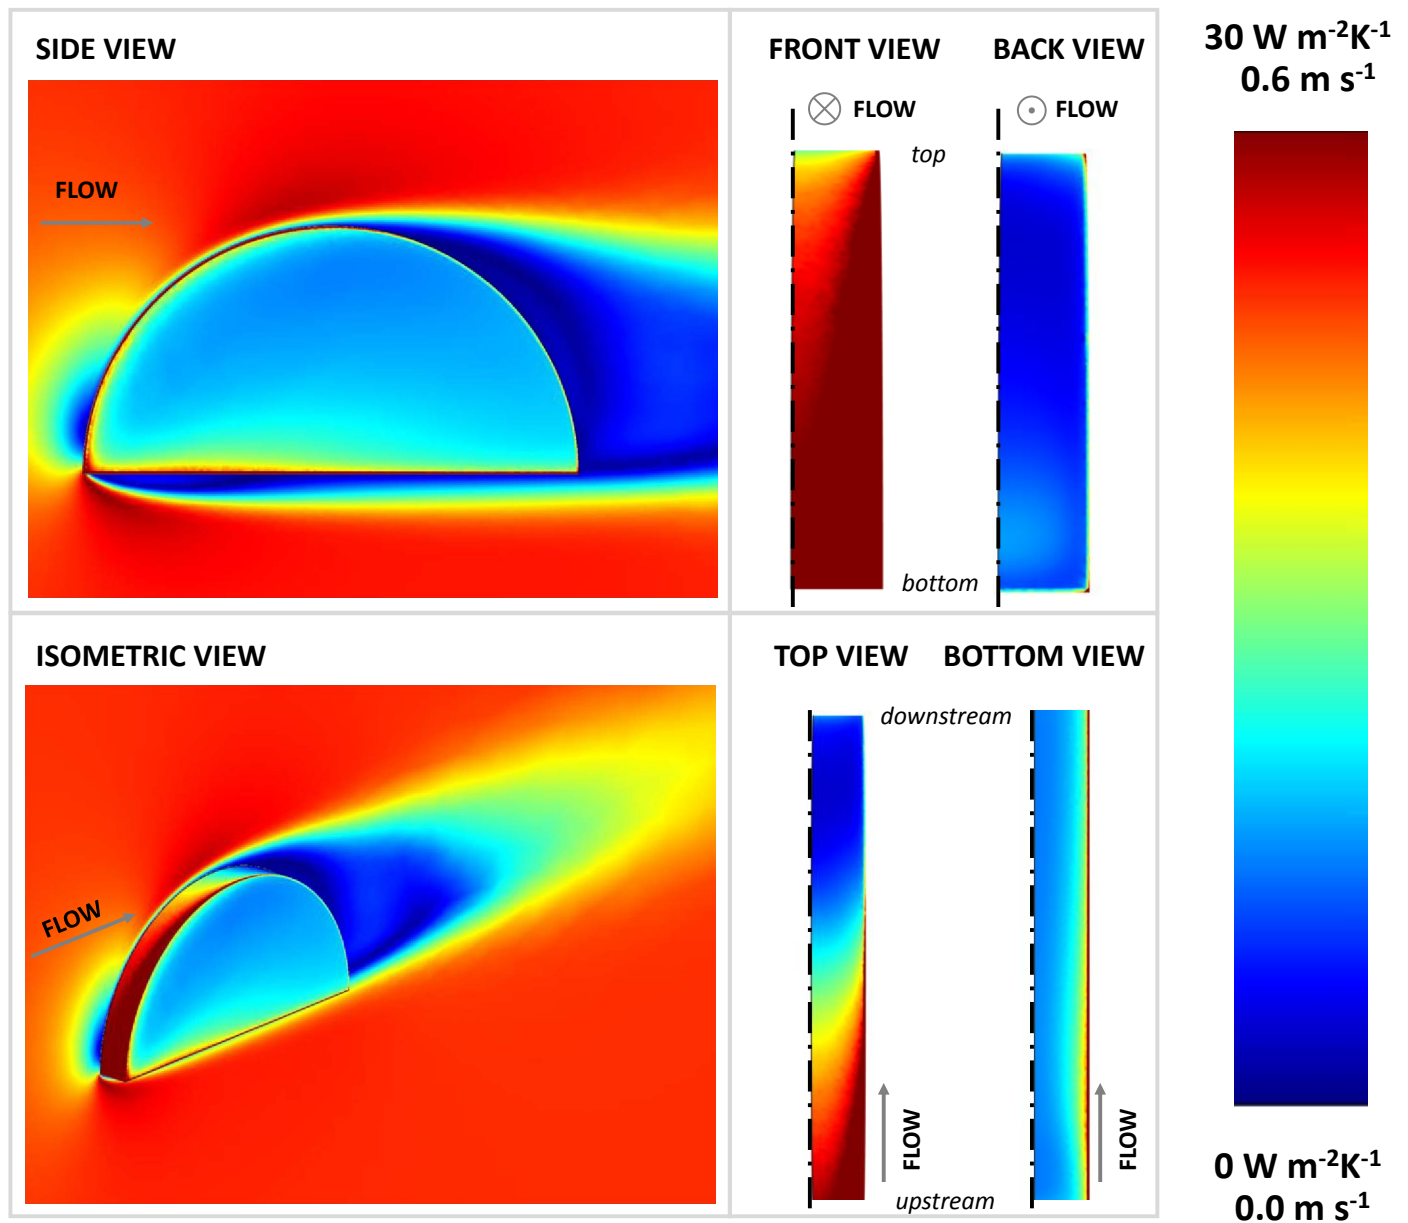 SIDE VIEW
FLOW
FRONT VIEW
BACK VIEW
FLOW
FLOW
top
bottom
30 W m⁻²K⁻¹
0.6 m s⁻¹
ISOMETRIC VIEW
FLOW
TOP VIEW
BOTTOM VIEW
downstream
FLOW
FLOW
upstream
0 W m⁻²K⁻¹
0.0 m s⁻¹